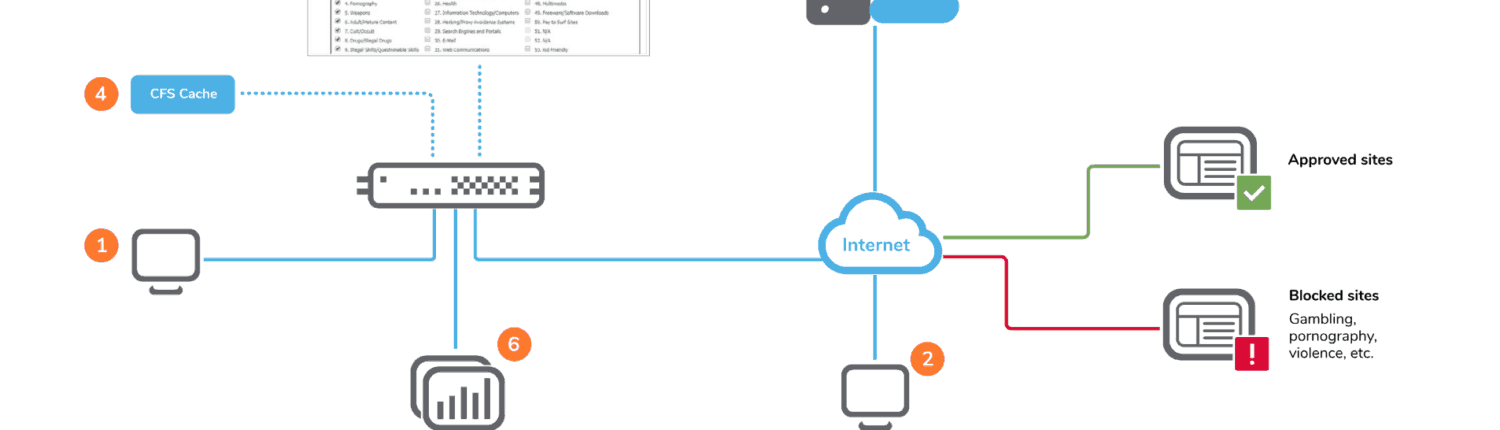 4. Pornography 26. Health 48. Multimedia
5. Weapons 27. Information Technology/Computers 49. Freeware/Software Downloads
6. Adult/Mature Content 28. Hacking/Proxy Avoidance Systems 50. Pay to Surf Sites
7. Cult/Occult 29. Search Engines and Portals 51. N/A
8. Drugs/Illegal Drugs 30. E-Mail 52. N/A
9. Illegal Skills/Questionable Skills 31. Web Communications 53. Kid Friendly
4 CFS Cache
Approved sites
1
Internet
Blocked sites
Gambling,
pornography,
violence, etc.
6
2